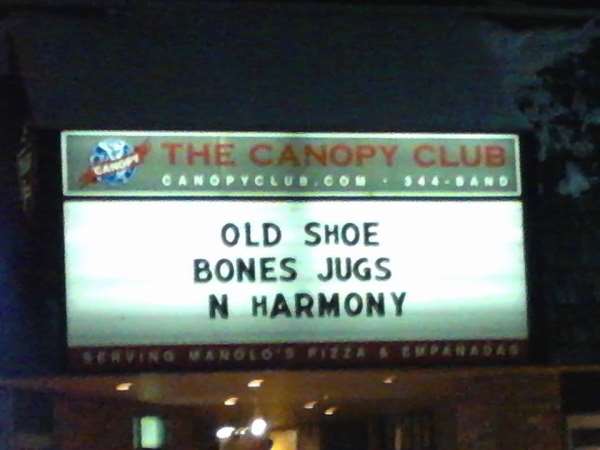 CANOPY
THE CANOPY CLUB
CANOPYCLUB.COM · 344-BAND
OLD SHOE
BONES JUGS
N HARMONY
SERVING MANOLO'S PIZZA & EMPANADAS